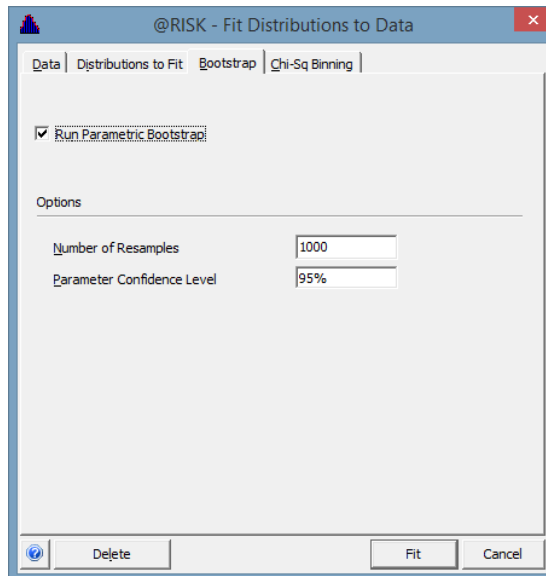 @RISK - Fit Distributions to Data
Data Distributions to Fit Bootstrap Chi-Sq Binning
Run Parametric Bootstrap
Options
Number of Resamples 1000
Parameter Confidence Level 95%
Delete Fit Cancel